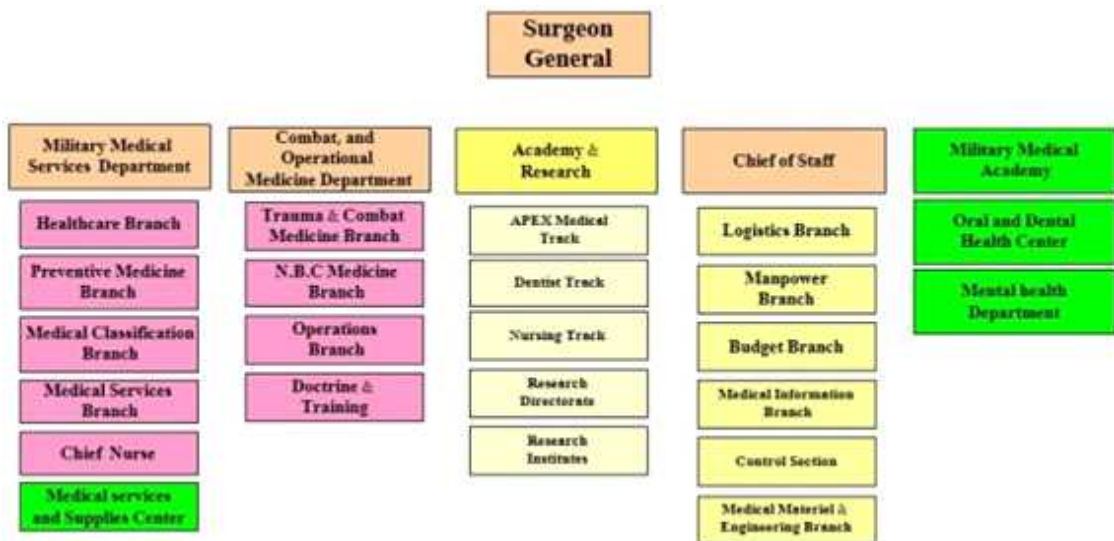 Surgeon
General
Military Medical
Services Department
Healthcare Branch
Preventive Medicine
Branch
Medical Classification
Branch
Medical Services
Branch
Chief Nurse
Medical services
and Supplies Center
Combat, and
Operational
Medicine Department
Trauma & Combat
Medicine Branch
N.B.C Medicine
Branch
Operations
Branch
Doctrine &
Training
Academy &
Research
APEX Medical
Track
Dentist Track
Nursing Track
Research
Directorate
Research
Institutes
Chief of Staff
Logistics Branch
Manpower
Branch
Budget Branch
Medical Information
Branch
Control Section
Medical Materiel &
Engineering Branch
Military Medical
Academy
Oral and Dental
Health Center
Mental health
Department